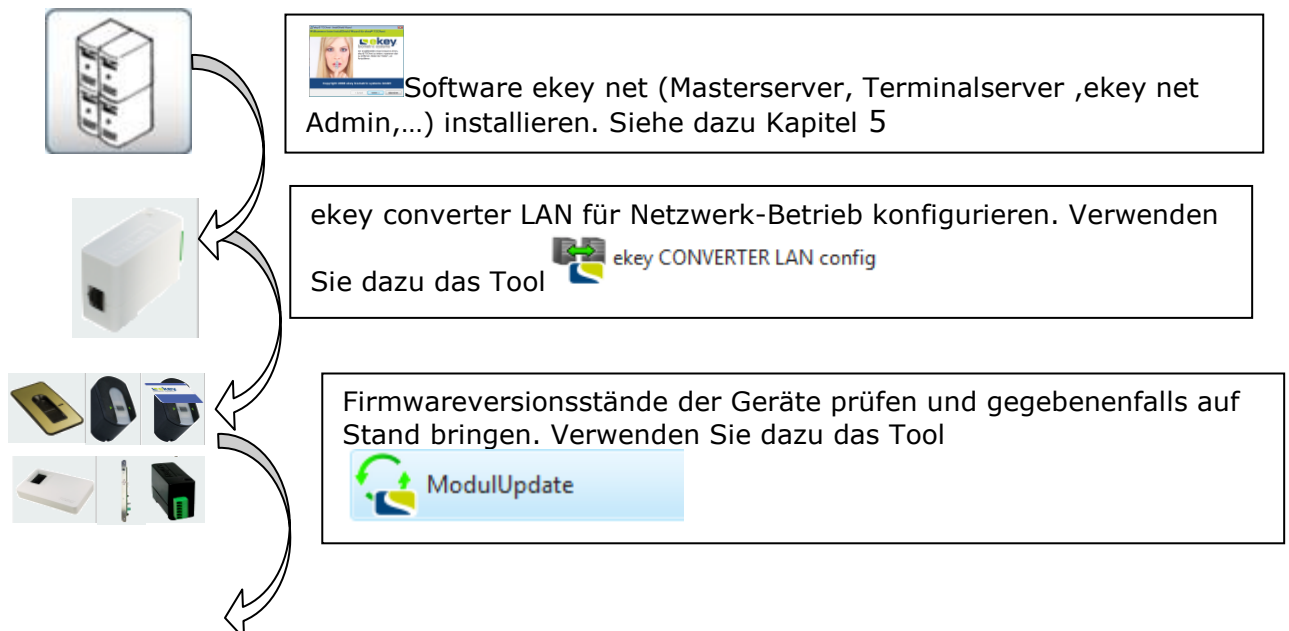 ekey
Software ekey net (Masterserver, Terminalserver ,ekey net
Admin,…) installieren. Siehe dazu Kapitel 5
ekey converter LAN für Netzwerk-Betrieb konfigurieren. Verwenden
Sie dazu das Tool ekey CONVERTER LAN config
Firmwareversionsstände der Geräte prüfen und gegebenenfalls auf
Stand bringen. Verwenden Sie dazu das Tool
ModulUpdate